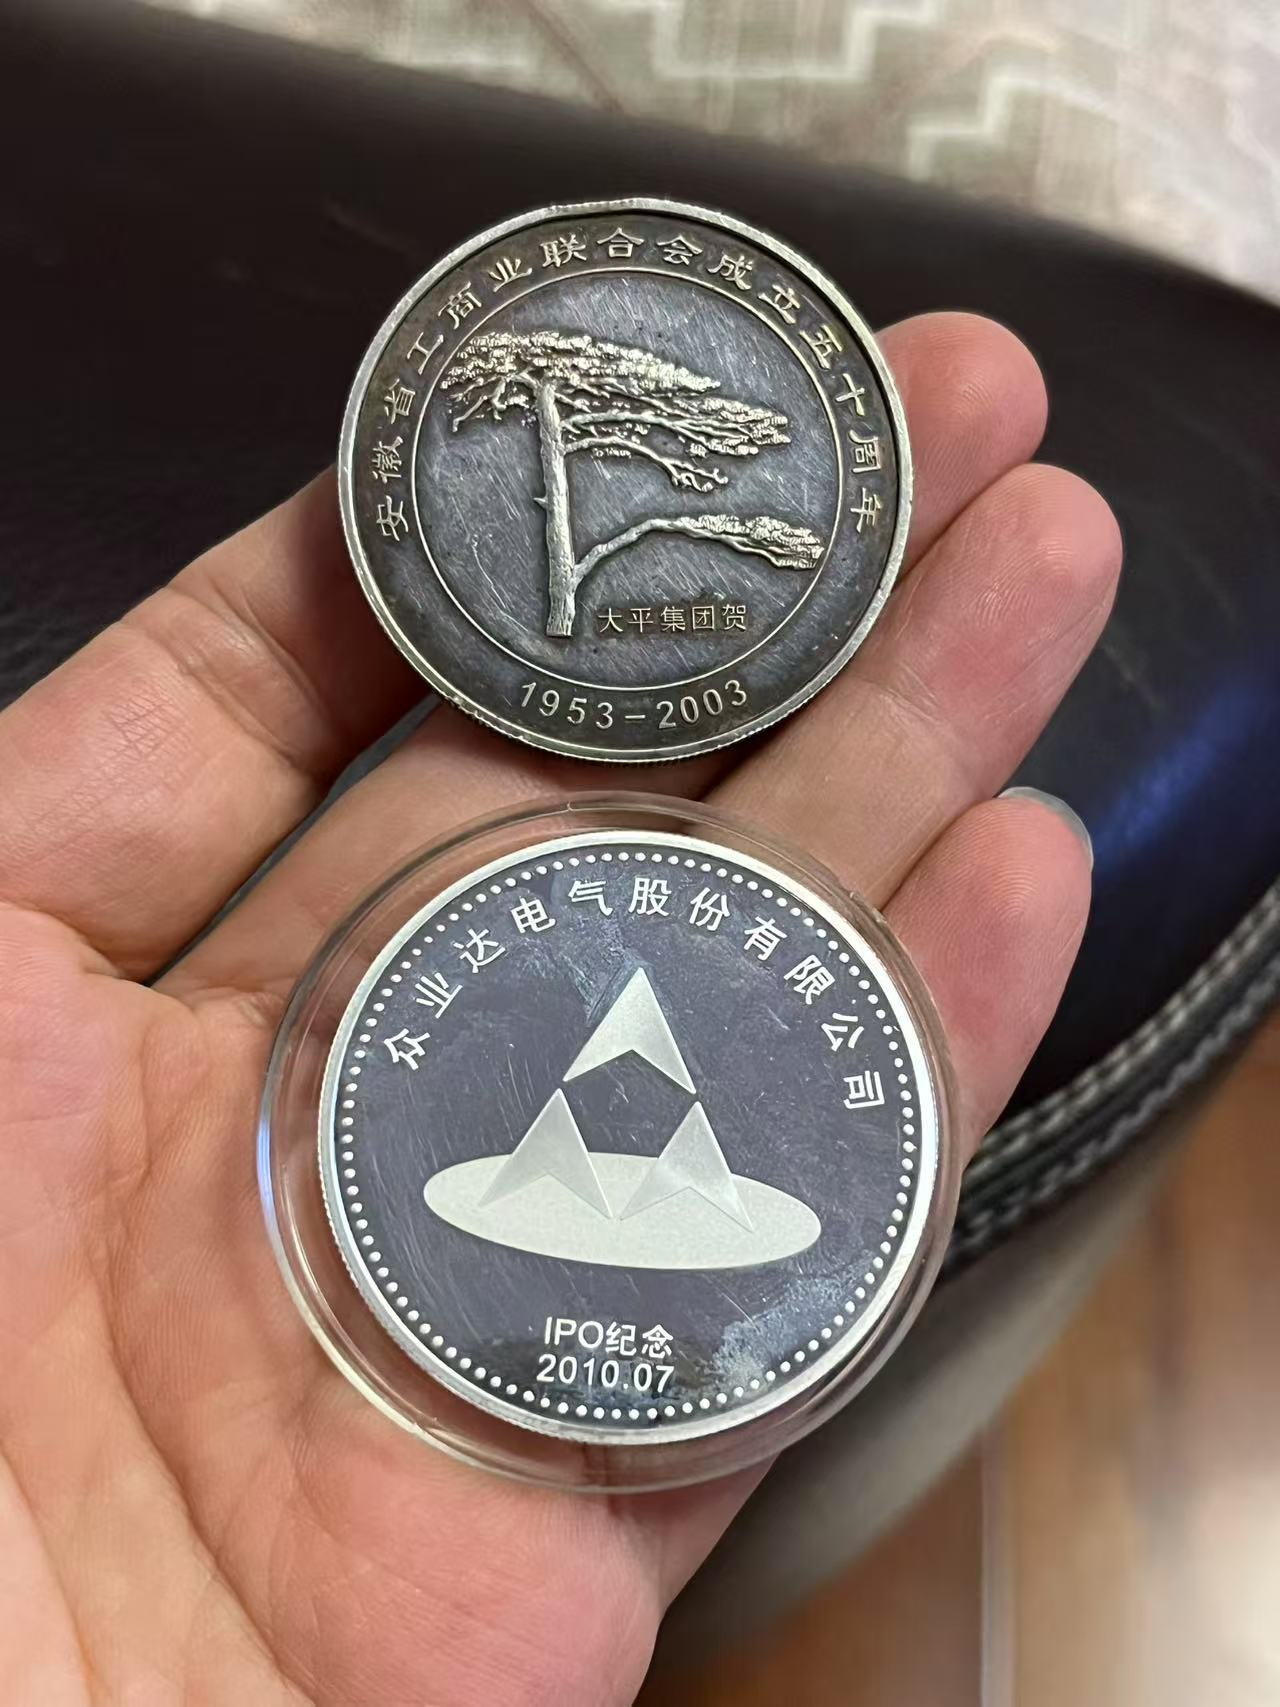 安徽省工商业联合会成立五十周年
大平集团贺
1953-2003
众业达电气股份有限公司
IPO纪念
2010.07